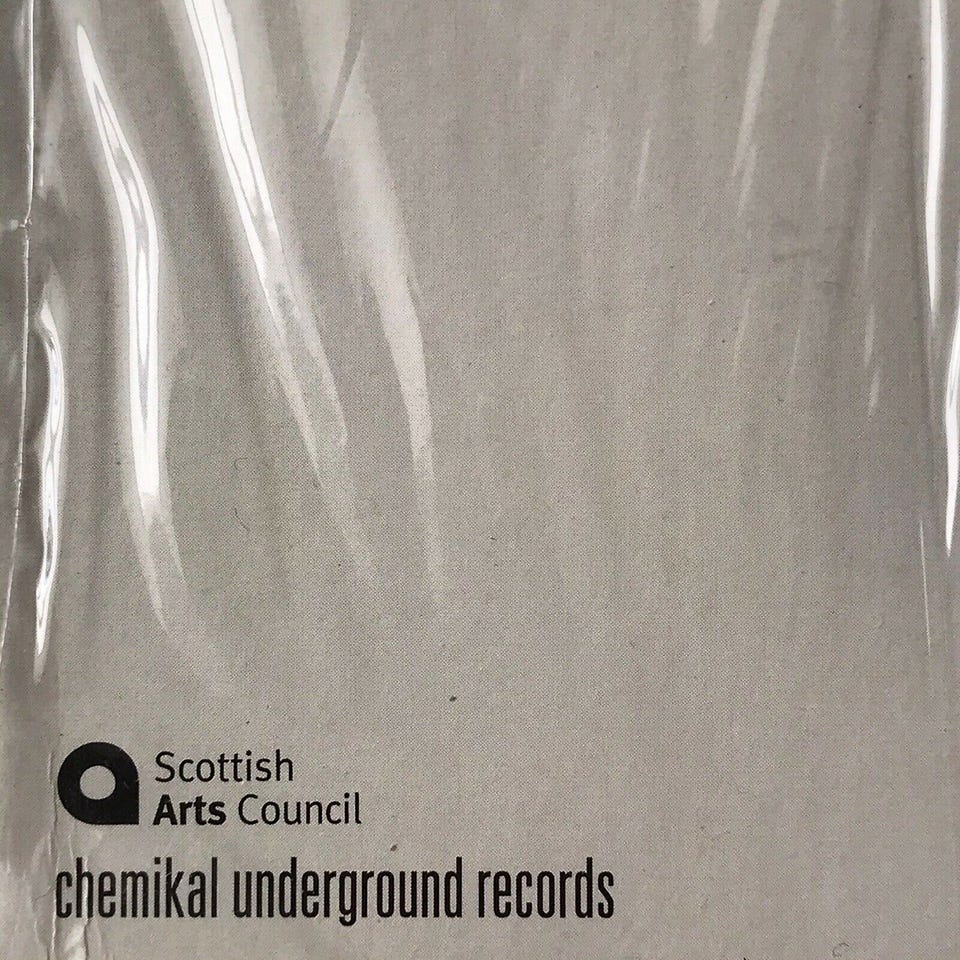 Scottish
Arts Council
chemikal underground records